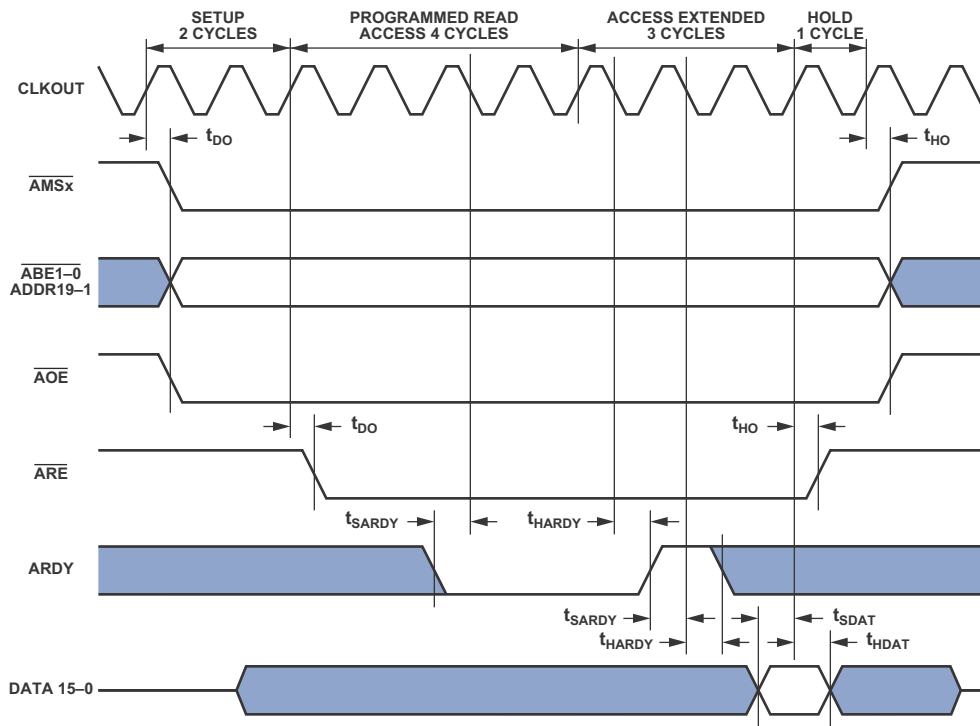 SETUP
2 CYCLES
PROGRAMMED READ
ACCESS 4 CYCLES
ACCESS EXTENDED
3 CYCLES
HOLD
1 CYCLE
CLKOUT
tDO
tHO
AMSx
ABE1–0
ADDR19–1
AOE
tDO
tHO
ARE
tSARDY
tHARDY
ARDY
tSARDY
tSDAT
tHARDY
tHDAT
DATA 15–0